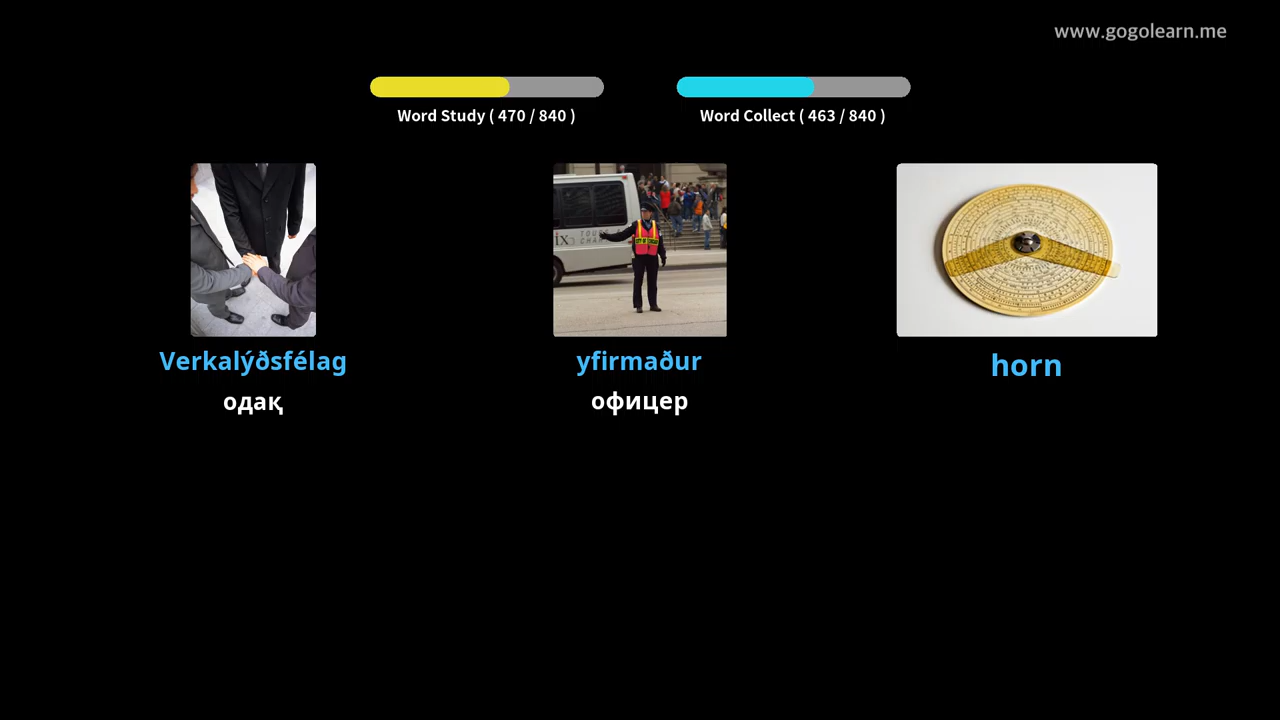 www.gogolearn.me
Word Study ( 470 / 840 )
Word Collect ( 463 / 840 )
Verkalýðsfélag
yfirmaður
horn
одақ
офицер